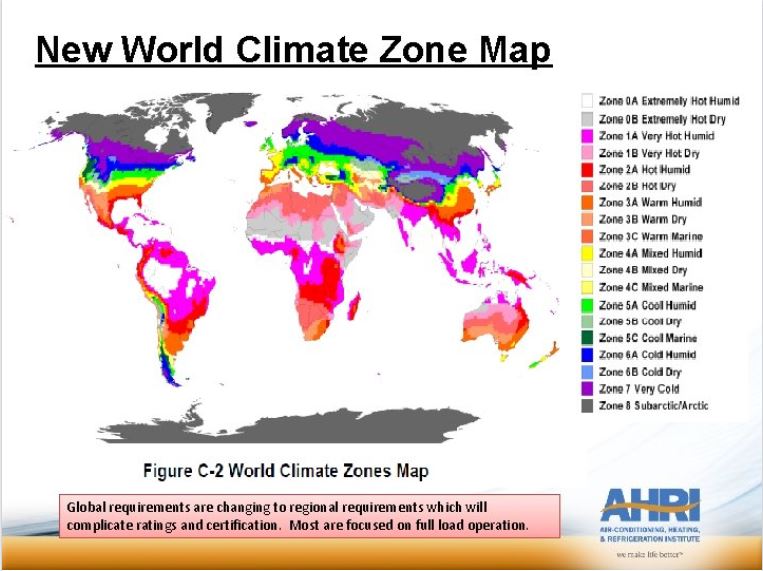 New World Climate Zone Map
Zone 0A Extremely Hot Humid
Zone 0B Extremely Hot Dry
Zone 1A Very Hot Humid
Zone 1B Very Hot Dry
Zone 2A Hot Humid
Zone 2B Hot Dry
Zone 3A Warm Humid
Zone 3B Warm Dry
Zone 3C Warm Marine
Zone 4A Mixed Humid
Zone 4B Mixed Dry
Zone 4C Mixed Marine
Zone 5A Cool Humid
Zone 5B Cool Dry
Zone 5C Cool Marine
Zone 6A Cold Humid
Zone 6B Cold Dry
Zone 7 Very Cold
Zone 8 Subarctic/Arctic
Figure C-2 World Climate Zones Map
Global requirements are changing to regional requirements which will
complicate ratings and certification. Most are focused on full load operation.
AHRI
AIR-CONDITIONING, HEATING,
& REFRIGERATION INSTITUTE
we make life better™